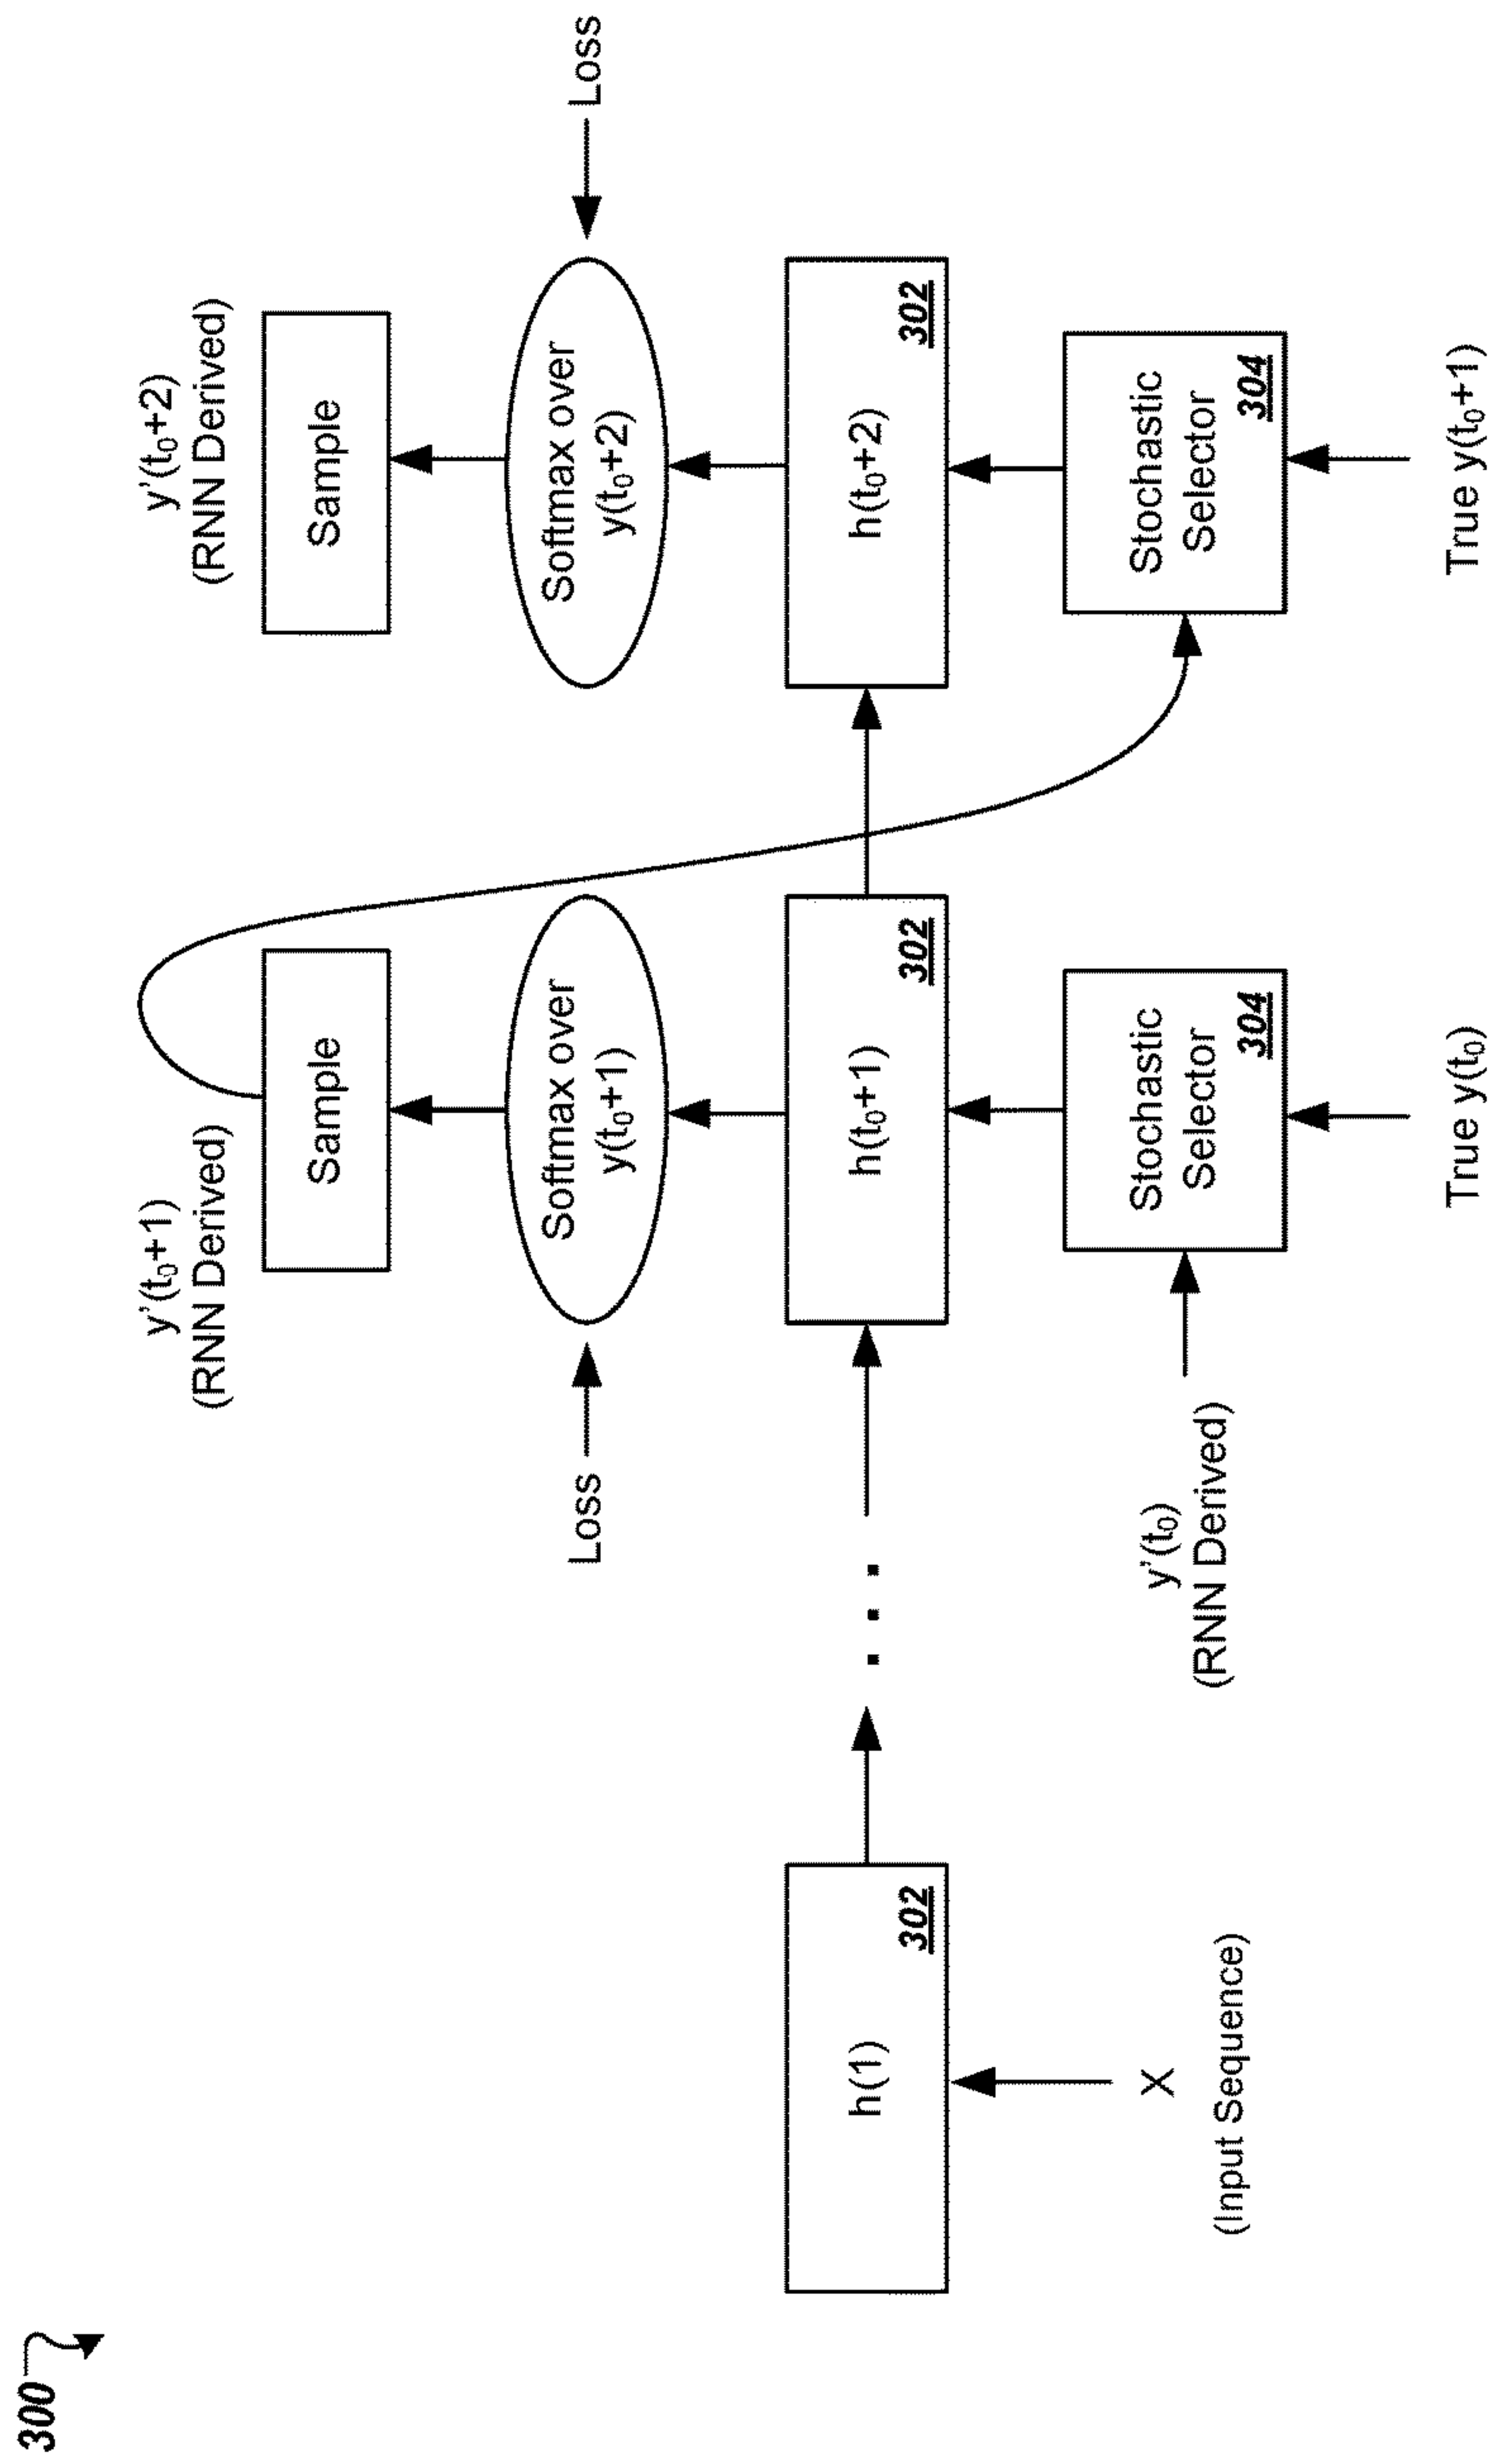 300
y'(t₀+1)
(RNN Derived)
y'(t₀+2)
(RNN Derived)
Sample
Sample
Loss
Softmax over
y(t₀+1)
Softmax over
y(t₀+2)
Loss
h(1)
302
. . .
h(t₀+1)
302
h(t₀+2)
302
X
(Input Sequence)
y'(t₀)
(RNN Derived)
Stochastic
Selector
304
Stochastic
Selector
304
True y(t₀)
True y(t₀+1)